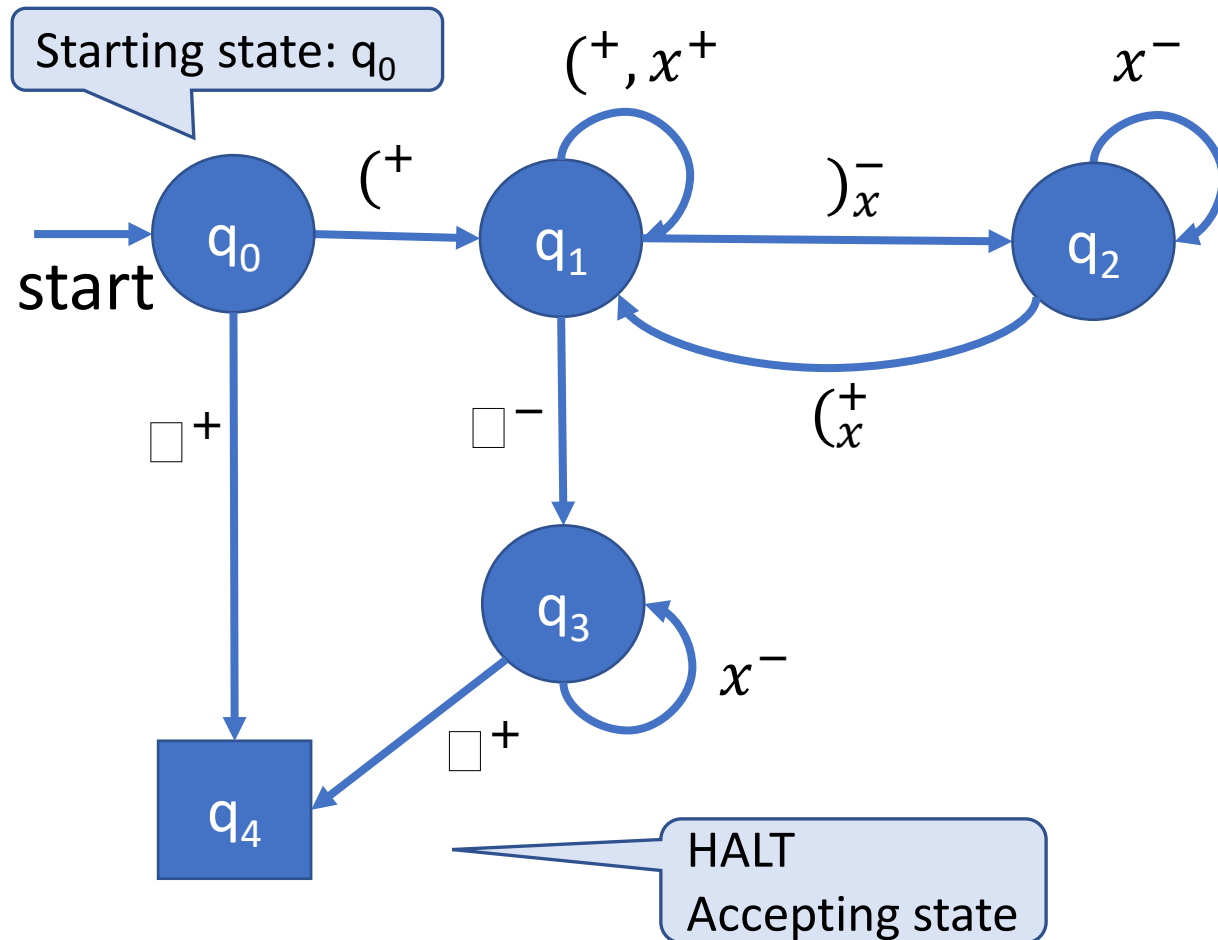 Starting state: q₀
(⁺, x⁺
x⁻
(⁺
)ₓ⁻
q₀
q₁
q₂
start
(ₓ⁺
□⁺
□⁻
q₃
x⁻
□⁺
q₄
HALT
Accepting state